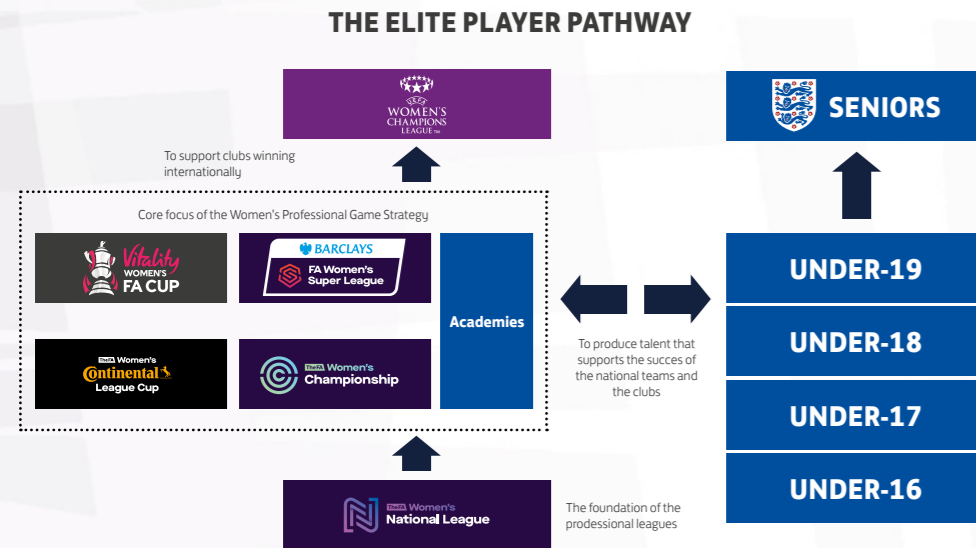 THE ELITE PLAYER PATHWAY
UEFA
WOMEN'S
CHAMPIONS
LEAGUE™
SENIORS
To support clubs winning
internationally
Core focus of the Women's Professional Game Strategy
Vitality
WOMEN'S
FA CUP
BARCLAYS
FA Women's
Super League
Academies
TheFA Women's
Continental
League Cup
TheFA Women's
Championship
To produce talent that
supports the succes of
the national teams and
the clubs
UNDER-19
UNDER-18
UNDER-17
UNDER-16
TheFA Women's
National League
The foundation of the
prodessional leagues